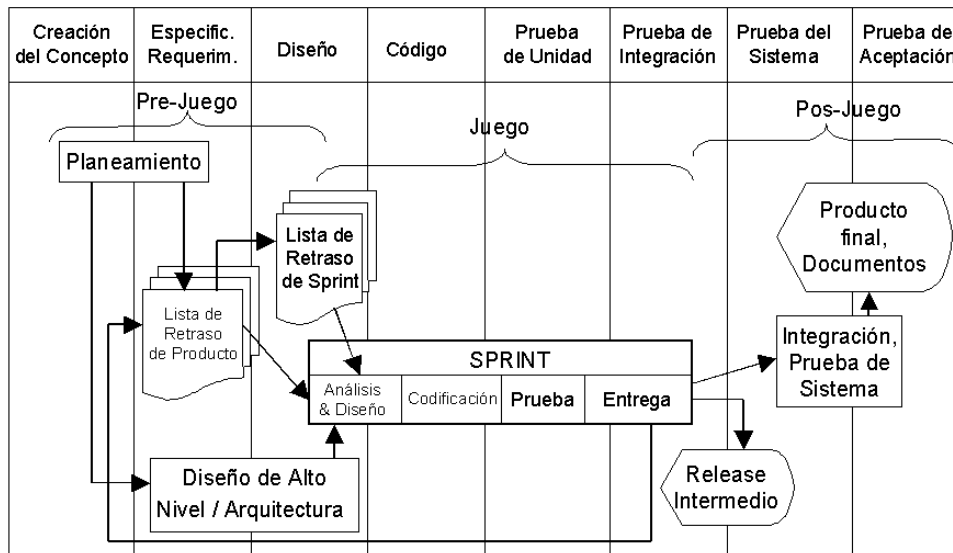 Creación
del Concepto
Especific.
Requerim.
Diseño
Código
Prueba
de Unidad
Prueba de
Integración
Prueba del
Sistema
Prueba de
Aceptación
Pre-Juego
Juego
Pos-Juego
Planeamiento
Lista de
Retraso
de Sprint
Producto
final,
Documentos
Lista de
Retraso
de Producto
SPRINT
Análisis
& Diseño
Codificación
Prueba
Entrega
Integración,
Prueba de
Sistema
Diseño de Alto
Nivel / Arquitectura
Release
Intermedio